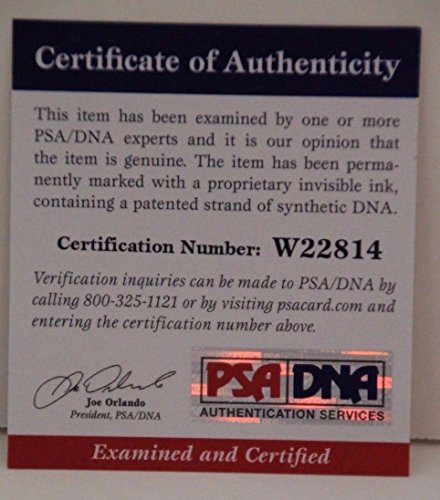 Certificate of Authenticity
This item has been examined by one or more
PSA/DNA experts and it is our opinion that
the item is genuine. The item has been perma-
nently marked with a proprietary invisible ink,
containing a patented strand of synthetic DNA.
Certification Number: W22814
Verification inquiries can be made to PSA/DNA by
calling 800-325-1121 or by visiting psacard.com and
entering the certification number above.
Joe Orlando
President, PSA/DNA
PSA DNA
AUTHENTICATION SERVICES
Examined and Certified